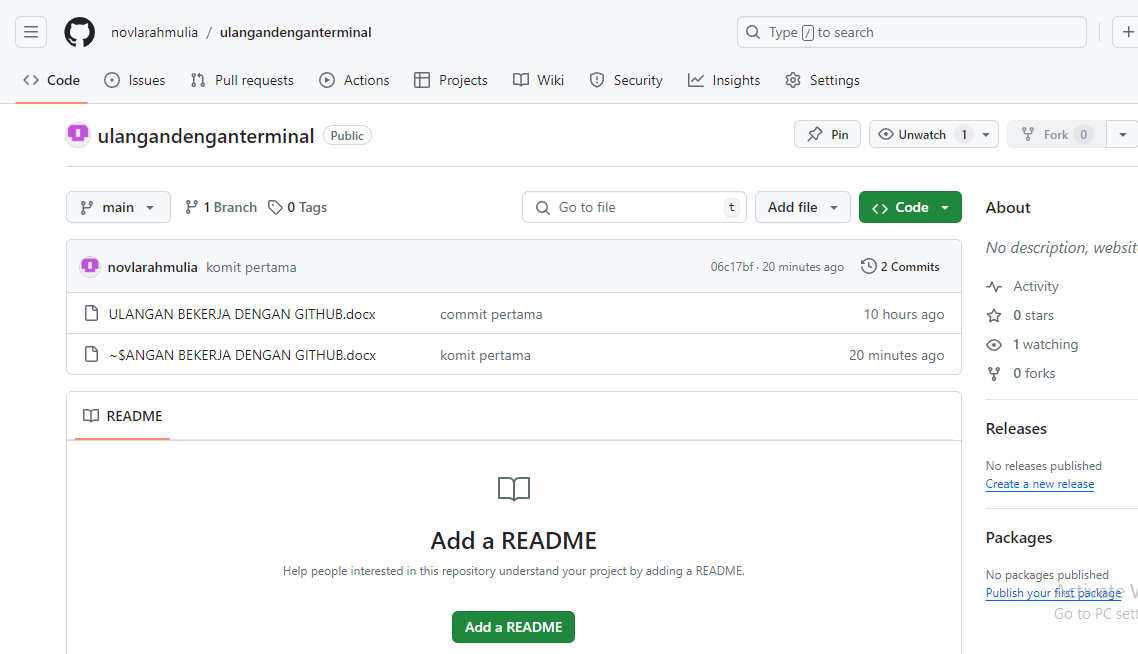 novlarahmulia / ulangandenganterminal Type / to search
Code Issues Pull requests Actions Projects Wiki Security Insights Settings
ulangandenganterminal Public Pin Unwatch 1 Fork 0
main 1 Branch 0 Tags Go to file t Add file Code
novlarahmulia komit pertama 06c17bf · 20 minutes ago 2 Commits
ULANGAN BEKERJA DENGAN GITHUB.docx commit pertama 10 hours ago
~$ANGAN BEKERJA DENGAN GITHUB.docx komit pertama 20 minutes ago
README
Add a README
Help people interested in this repository understand your project by adding a README.
Add a README
About
No description, website
Activity
0 stars
1 watching
0 forks
Releases
No releases published
Create a new release
Packages
No packages published
Publish your first package
Activate
Go to PC sett